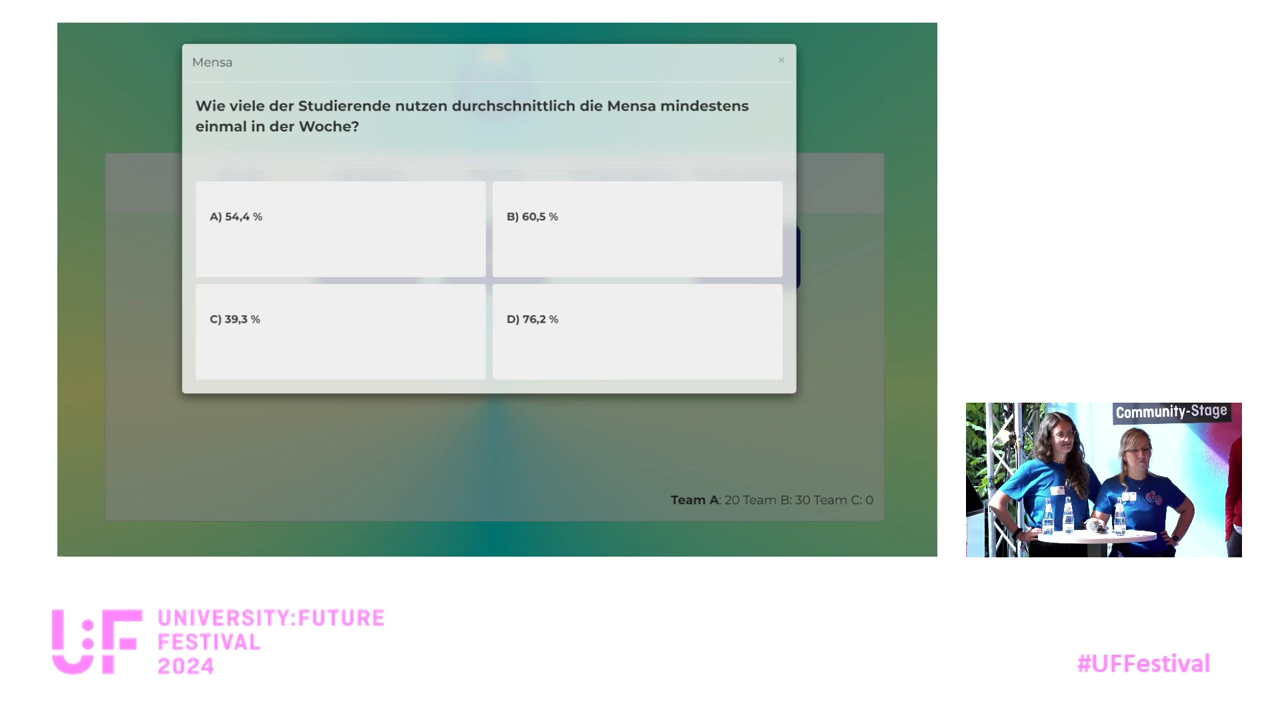 Mensa
×
Wie viele der Studierende nutzen durchschnittlich die Mensa mindestens
einmal in der Woche?
A) 54,4 %
B) 60,5 %
C) 39,3 %
D) 76,2 %
Team A: 20 Team B: 30 Team C: 0
Community-Stage
U:F
UNIVERSITY:FUTURE
FESTIVAL
2024
#UFFestival